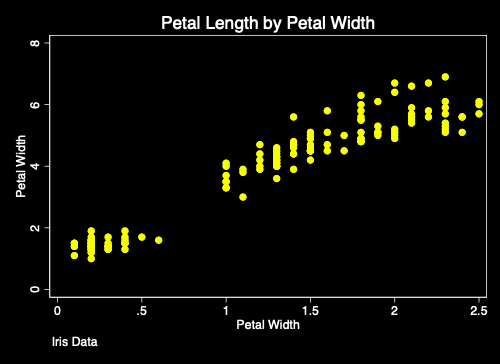 Petal Length by Petal Width
8
6
4
2
0
Petal Width
0 .5 1 1.5 2 2.5
Petal Width
Iris Data